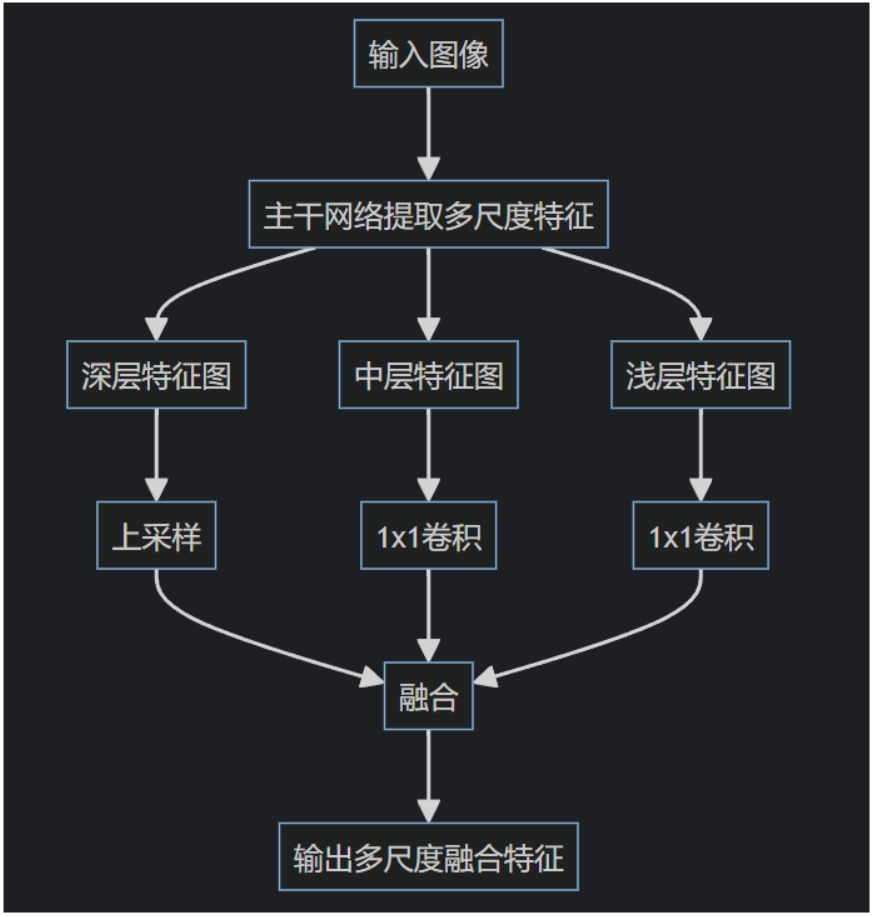 输入图像
主干网络提取多尺度特征
深层特征图
中层特征图
浅层特征图
上采样
1x1卷积
1x1卷积
融合
输出多尺度融合特征